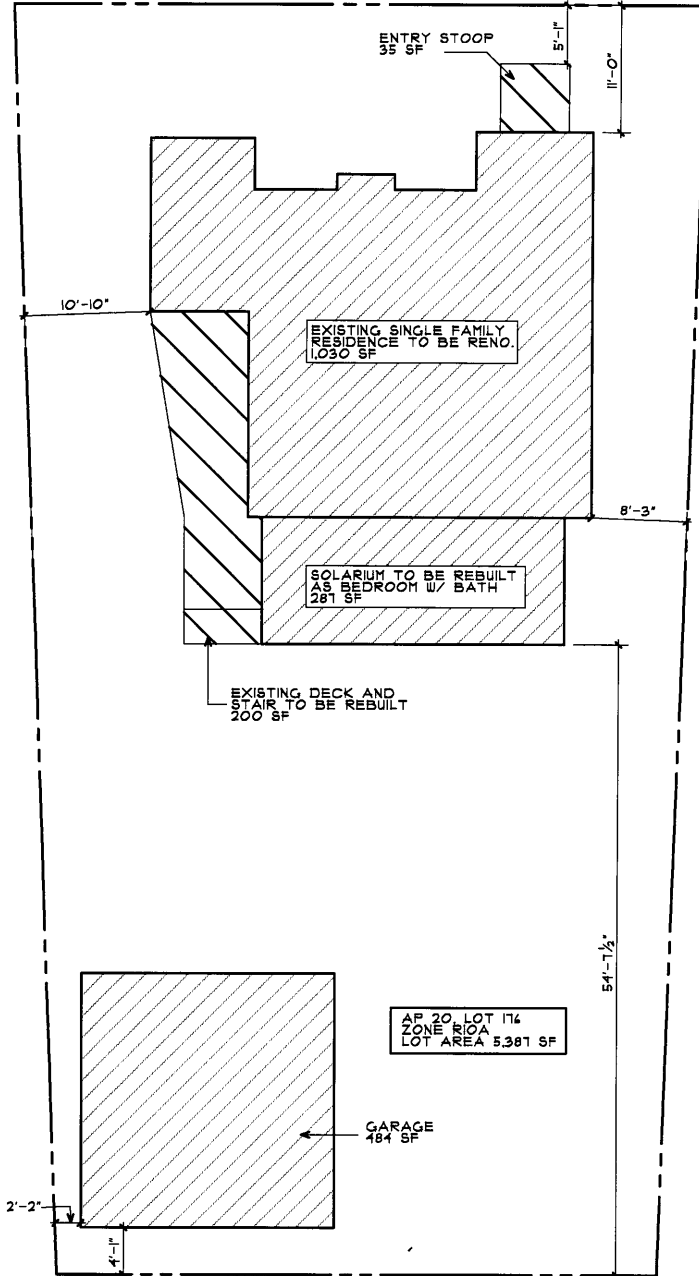 ENTRY STOOP
35 SF
5'-1"
11'-0"
10'-10"
EXISTING SINGLE FAMILY
RESIDENCE TO BE RENO.
1,030 SF
8'-3"
SOLARIUM TO BE REBUILT
AS BEDROOM W/ BATH
287 SF
EXISTING DECK AND
STAIR TO BE REBUILT
200 SF
54'-7½"
AP 20, LOT 176
ZONE R10A
LOT AREA 5,387 SF
GARAGE
484 SF
2'-2"
4'-1"